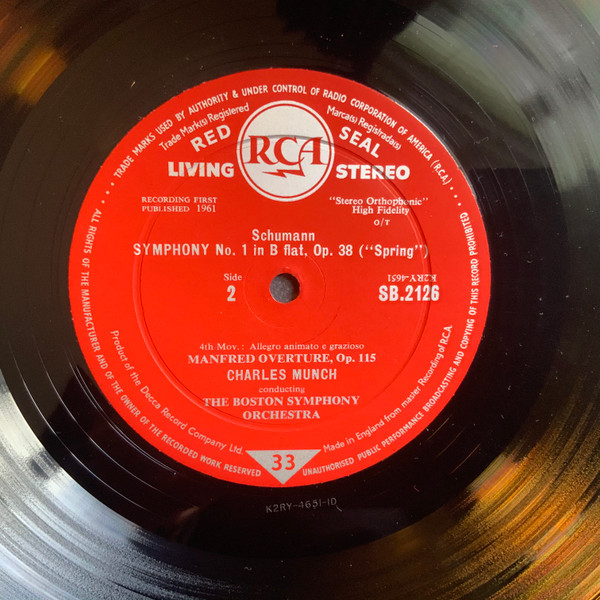 TRADE MARKS USED BY AUTHORITY & UNDER CONTROL OF RADIO CORPORATION OF AMERICA (R.C.A.)
Trade Mark(s) Registered
Marca(s) Registrada(s)
RED SEAL
RCA
LIVING STEREO
RECORDING FIRST
PUBLISHED 1961
"Stereo Orthophonic"
High Fidelity
O/T
Schumann
SYMPHONY No. 1 in B flat, Op. 38 ("Spring")
Side
2
K2RY-4651
SB.2126
4th Mov.: Allegro animato e grazioso
MANFRED OVERTURE, Op. 115
CHARLES MUNCH
conducting
THE BOSTON SYMPHONY
ORCHESTRA
Product of the Decca Record Company Ltd.
Made in England from master Recording of R.C.A.
33
ALL RIGHTS OF THE MANUFACTURER AND OF THE OWNER OF THE RECORDED WORK RESERVED
UNAUTHORISED PUBLIC PERFORMANCE BROADCASTING AND COPYING OF THIS RECORD PROHIBITED
K2RY-4651-1D